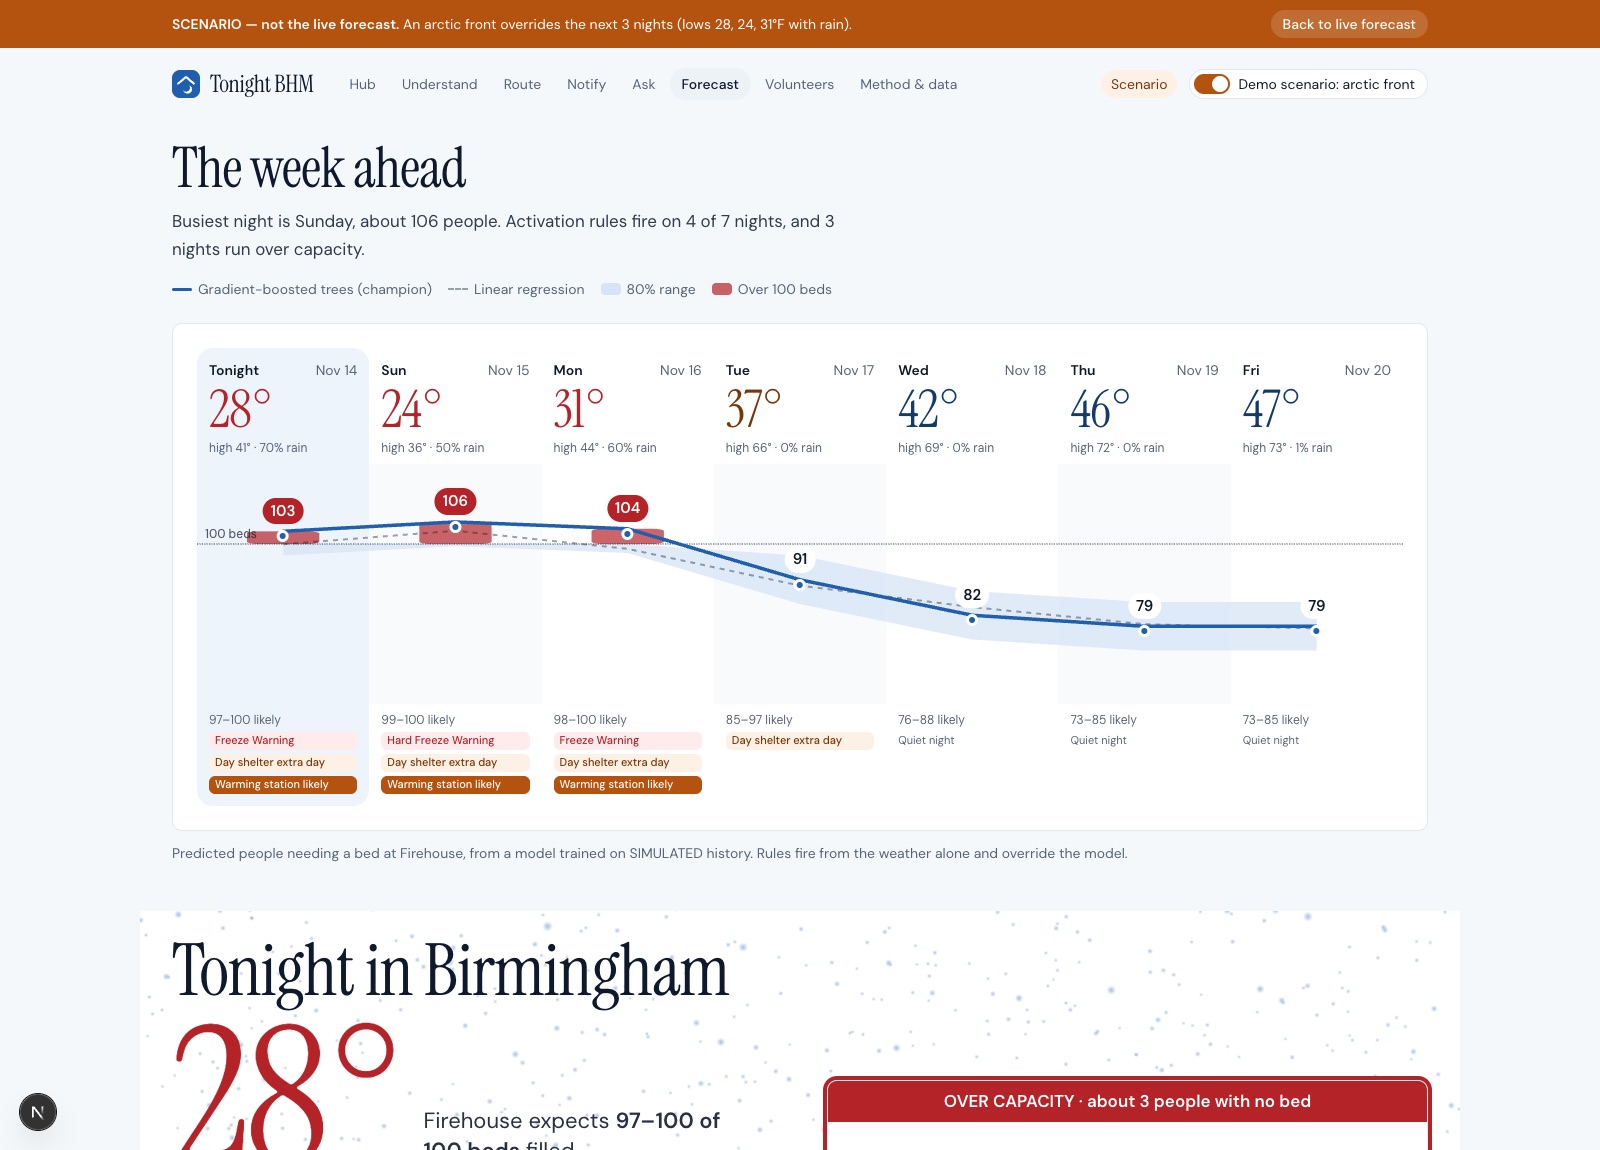 SCENARIO — not the live forecast. An arctic front overrides the next 3 nights (lows 28, 24, 31°F with rain).
Back to live forecast
Tonight BHM
Hub
Understand
Route
Notify
Ask
Forecast
Volunteers
Method & data
Scenario
Demo scenario: arctic front
The week ahead
Busiest night is Sunday, about 106 people. Activation rules fire on 4 of 7 nights, and 3
nights run over capacity.
Gradient-boosted trees (champion)
Linear regression
80% range
Over 100 beds
Tonight Nov 14
28°
high 41° · 70% rain
Sun Nov 15
24°
high 36° · 50% rain
Mon Nov 16
31°
high 44° · 60% rain
Tue Nov 17
37°
high 66° · 0% rain
Wed Nov 18
42°
high 69° · 0% rain
Thu Nov 19
46°
high 72° · 0% rain
Fri Nov 20
47°
high 73° · 1% rain
100 beds
103
106
104
91
82
79
79
97–100 likely
Freeze Warning
Day shelter extra day
Warming station likely
99–100 likely
Hard Freeze Warning
Day shelter extra day
Warming station likely
98–100 likely
Freeze Warning
Day shelter extra day
Warming station likely
85–97 likely
Day shelter extra day
76–88 likely
Quiet night
73–85 likely
Quiet night
73–85 likely
Quiet night
Predicted people needing a bed at Firehouse, from a model trained on SIMULATED history. Rules fire from the weather alone and override the model.
Tonight in Birmingham
28°
Firehouse expects 97–100 of
100 beds filled
OVER CAPACITY · about 3 people with no bed
N